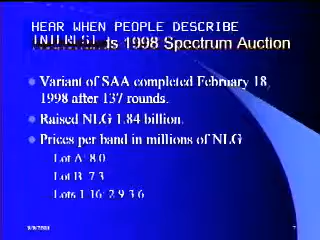 HEAR WHEN PEOPLE DESCRIBE
INTEREST
1998 Spectrum Auction
Variant of SAA completed February 18,
1998 after 137 rounds.
Raised NLG 1.84 billion.
Prices per band in millions of NLG
Lot A: 8.0
Lot B: 7.3
Lots 1-16: 2.9-3.6
7